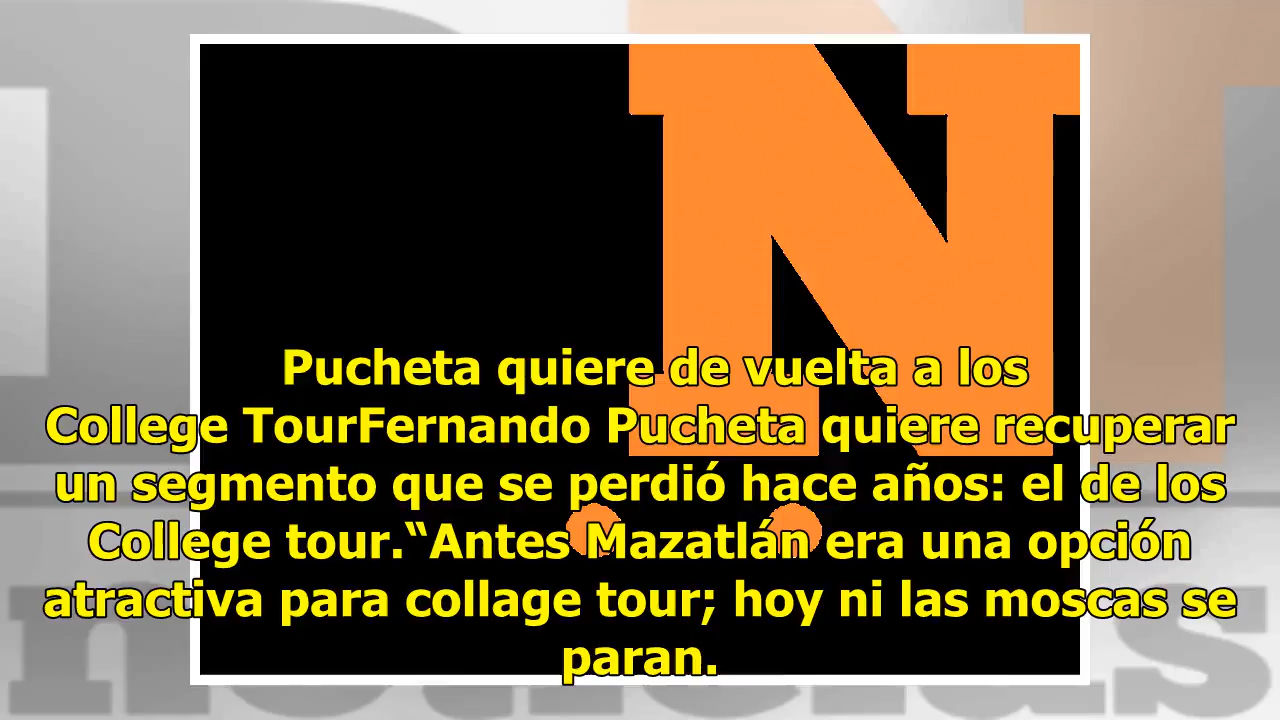 N
Pucheta quiere de vuelta a los
College TourFernando Pucheta quiere recuperar
un segmento que se perdió hace años: el de los
College tour.“Antes Mazatlán era una opción
atractiva para collage tour; hoy ni las moscas se
paran.